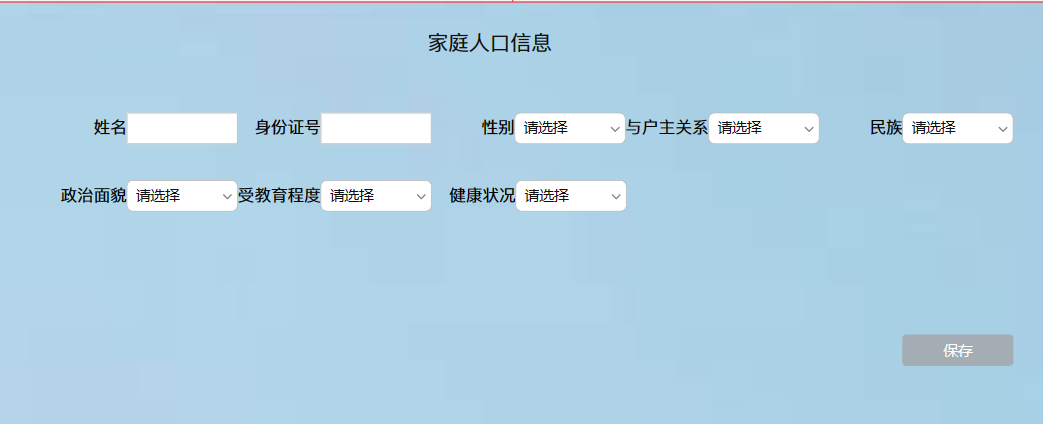 家庭人口信息
姓名 身份证号 性别 请选择 与户主关系 请选择 民族 请选择
政治面貌 请选择 受教育程度 请选择 健康状况 请选择
保存